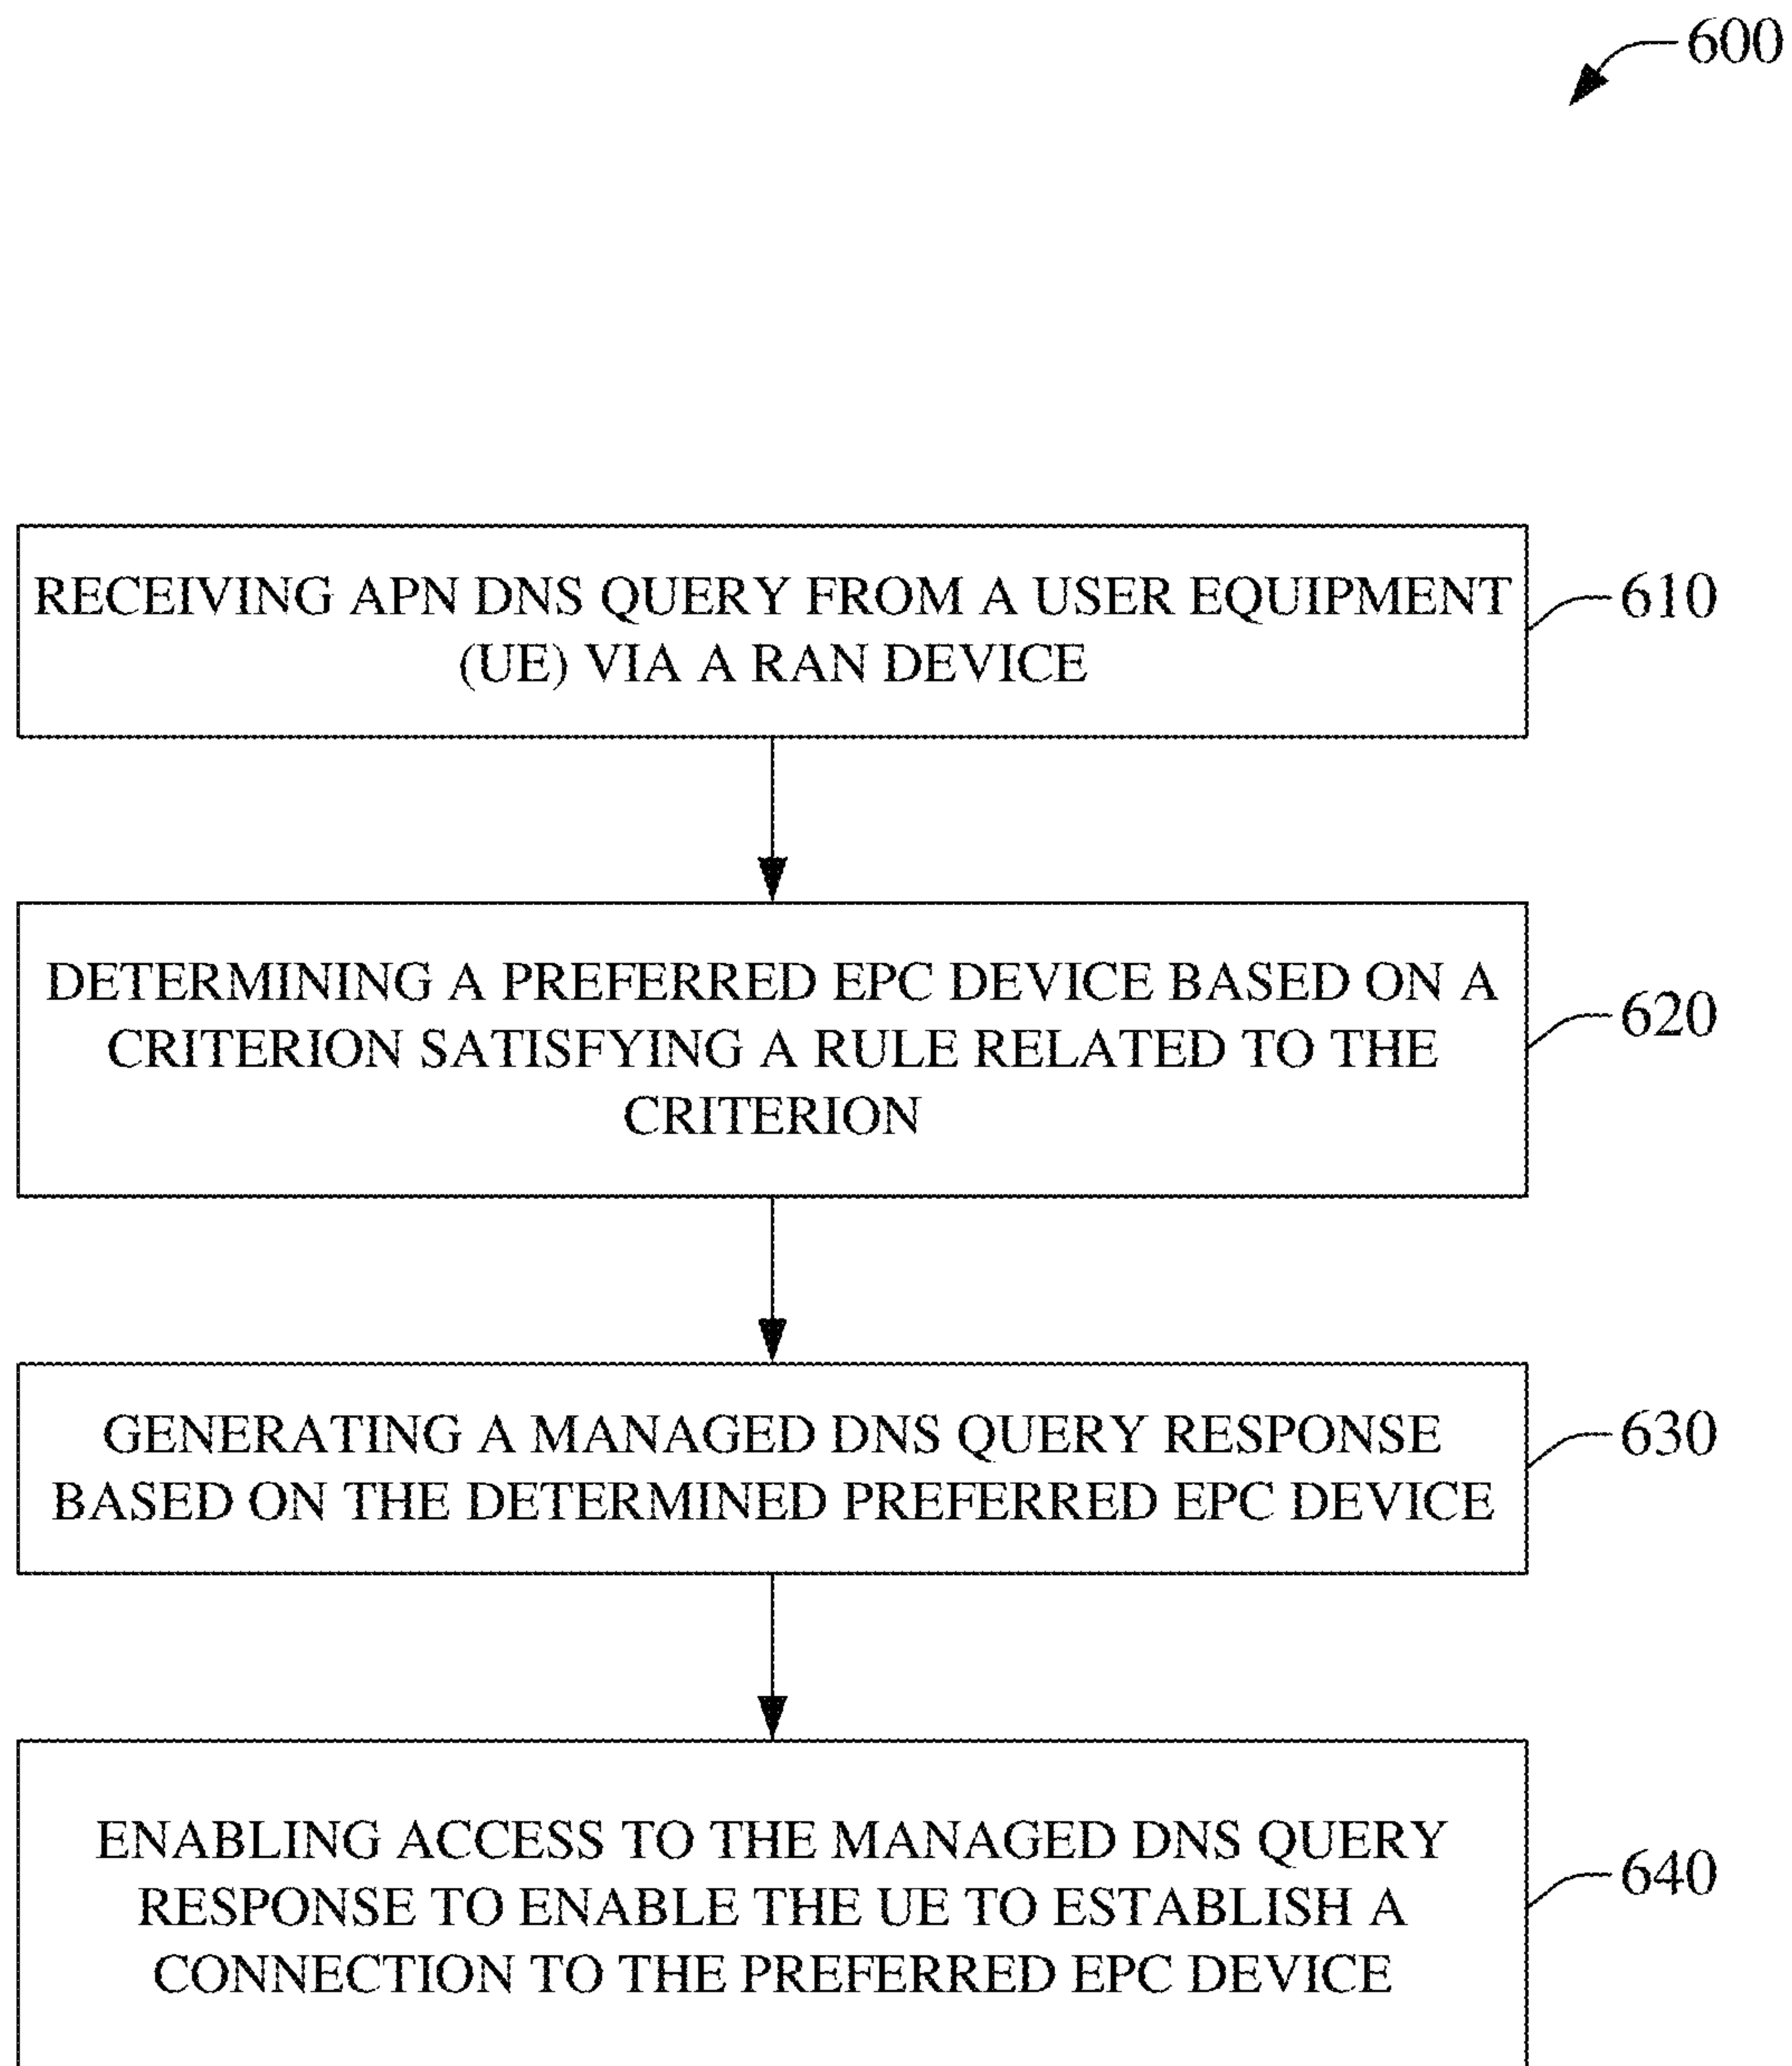 600
RECEIVING APN DNS QUERY FROM A USER EQUIPMENT
(UE) VIA A RAN DEVICE
610
DETERMINING A PREFERRED EPC DEVICE BASED ON A
CRITERION SATISFYING A RULE RELATED TO THE
CRITERION
620
GENERATING A MANAGED DNS QUERY RESPONSE
BASED ON THE DETERMINED PREFERRED EPC DEVICE
630
ENABLING ACCESS TO THE MANAGED DNS QUERY
RESPONSE TO ENABLE THE UE TO ESTABLISH A
CONNECTION TO THE PREFERRED EPC DEVICE
640